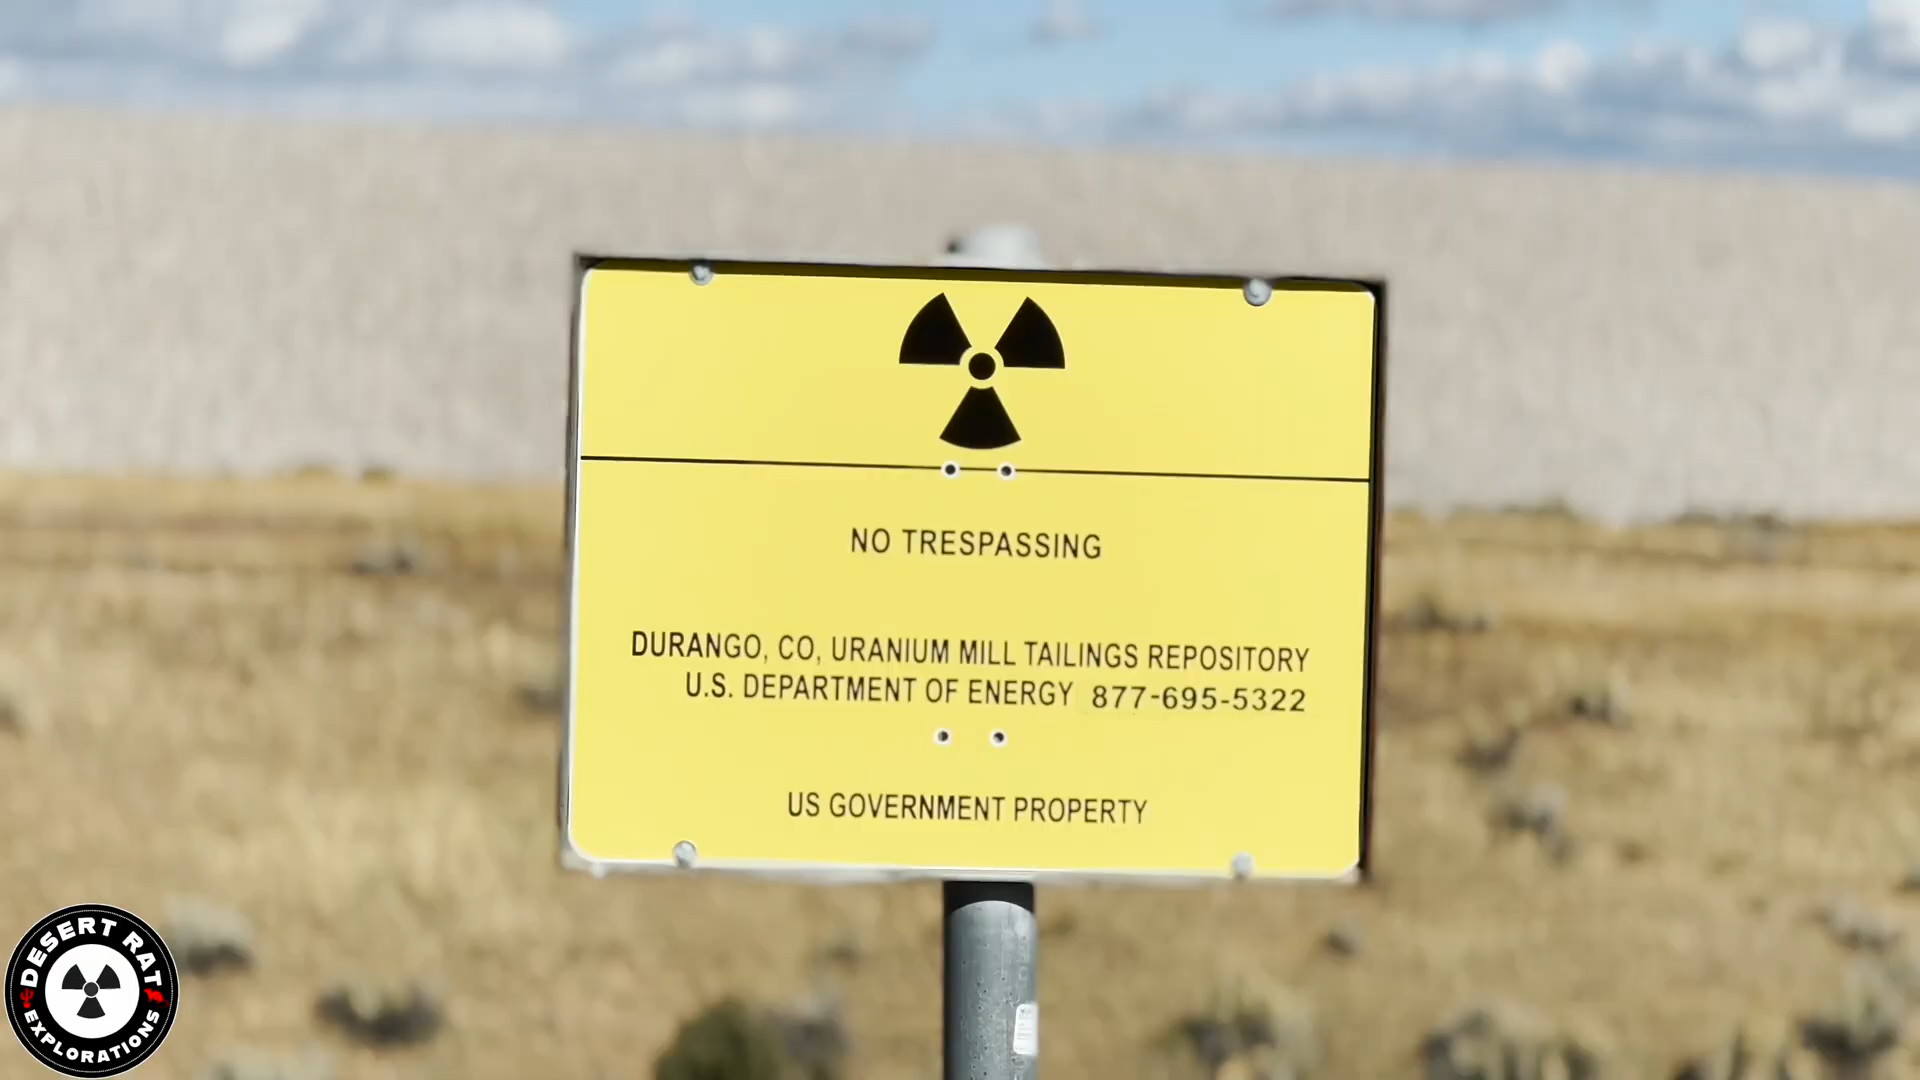 NO TRESPASSING
DURANGO, CO, URANIUM MILL TAILINGS REPOSITORY
U.S. DEPARTMENT OF ENERGY 877-695-5322
US GOVERNMENT PROPERTY
DESERT RAT
EXPLORATIONS